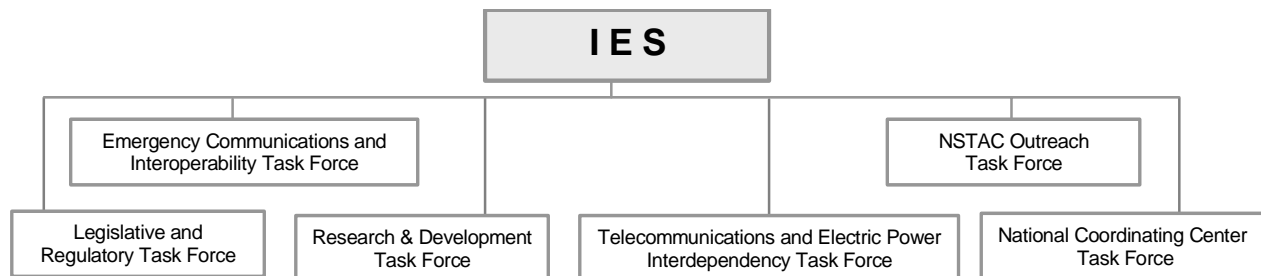 I E S
Emergency Communications and
Interoperability Task Force
NSTAC Outreach
Task Force
Legislative and
Regulatory Task Force
Research & Development
Task Force
Telecommunications and Electric Power
Interdependency Task Force
National Coordinating Center
Task Force